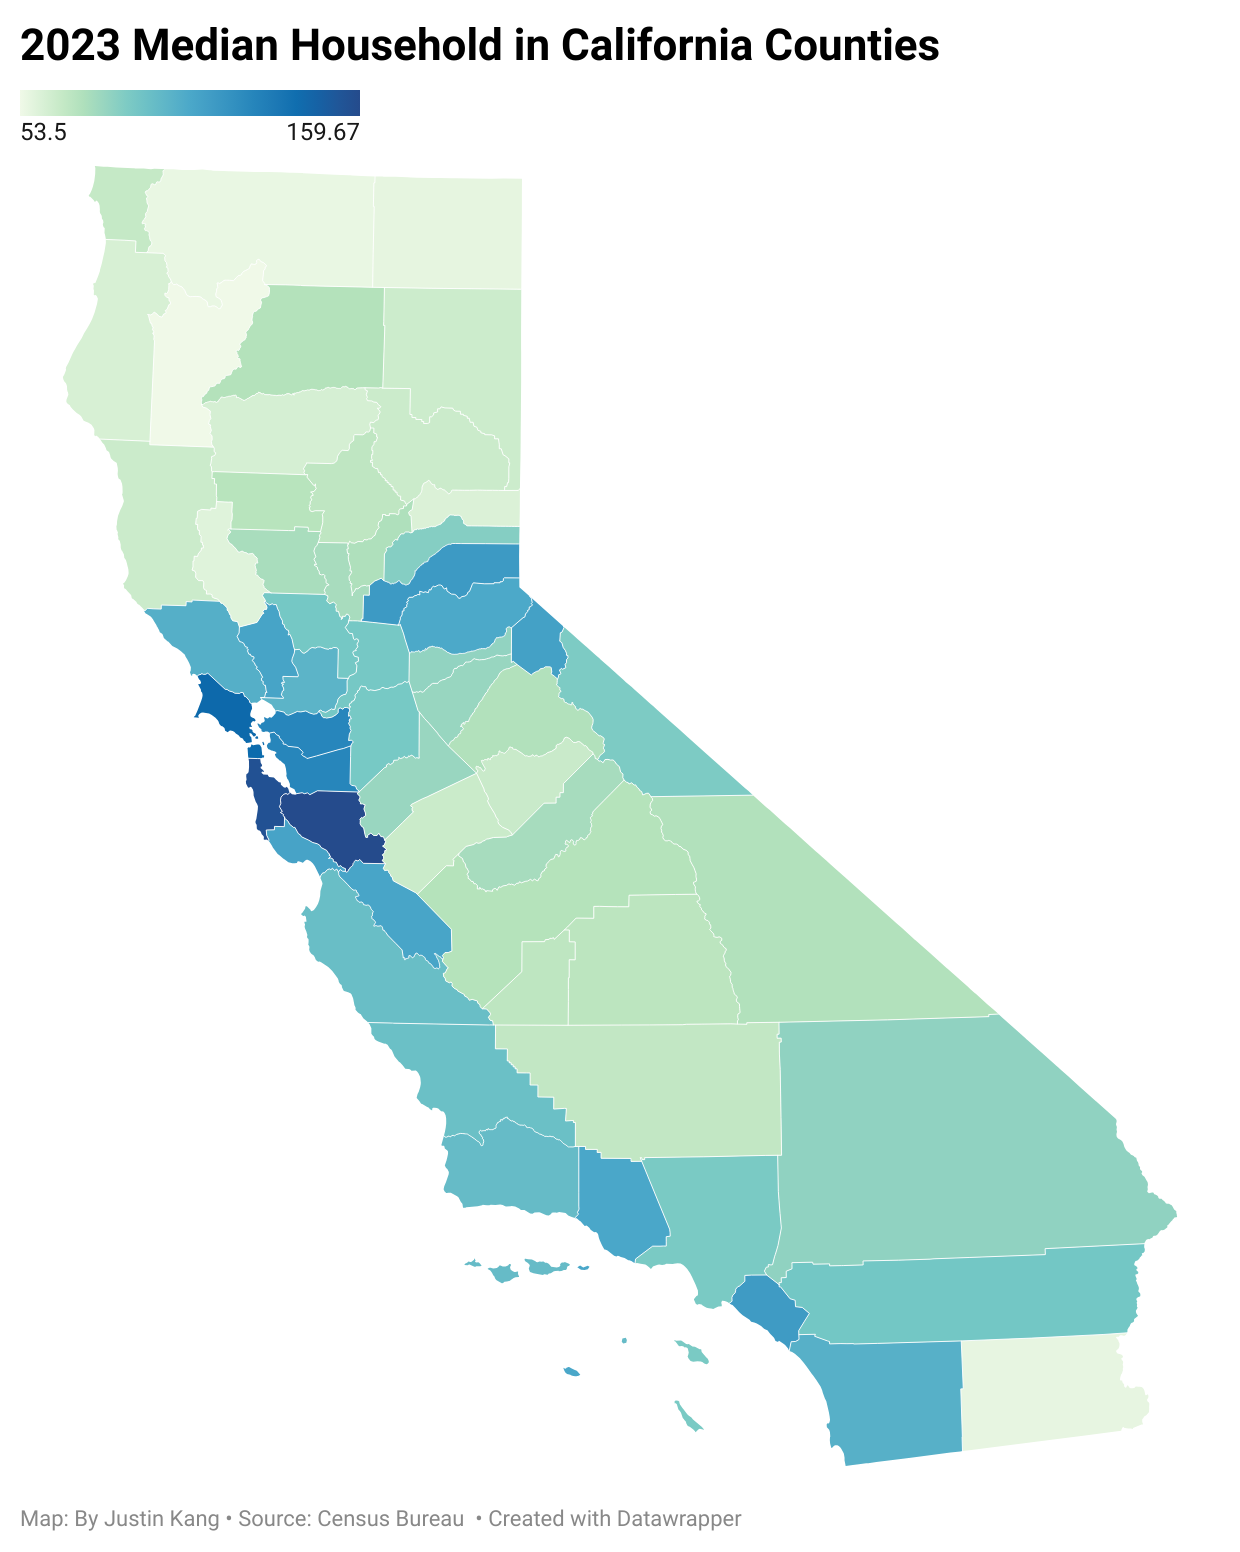 2023 Median Household in California Counties
53.5 159.67
Map: By Justin Kang • Source: Census Bureau • Created with Datawrapper